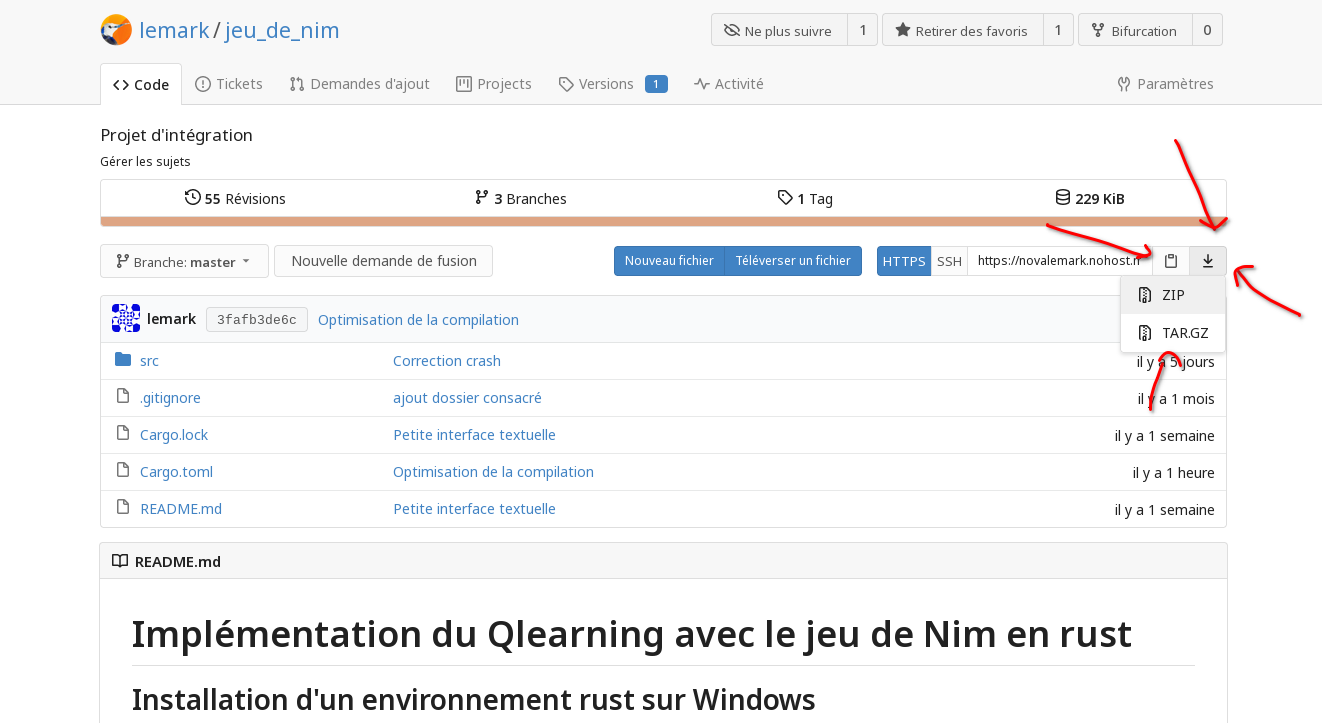 lemark / jeu_de_nim
Ne plus suivre 1 Retirer des favoris 1 Bifurcation 0
Code Tickets Demandes d'ajout Projects Versions 1 Activité Paramètres
Projet d'intégration
Gérer les sujets
55 Révisions 3 Branches 1 Tag 229 KiB
Branche: master Nouvelle demande de fusion Nouveau fichier Téléverser un fichier HTTPS SSH https://novalemark.nohost.
ZIP
lemark 3fafb3de6c Optimisation de la compilation
TAR.GZ
src Correction crash il y a 5 jours
.gitignore ajout dossier consacré il y a 1 mois
Cargo.lock Petite interface textuelle il y a 1 semaine
Cargo.toml Optimisation de la compilation il y a 1 heure
README.md Petite interface textuelle il y a 1 semaine
README.md
Implémentation du Qlearning avec le jeu de Nim en rust
Installation d'un environnement rust sur Windows